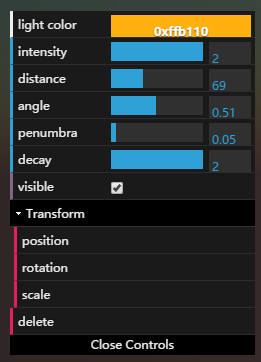 light color 0xffb110
intensity 2
distance 69
angle 0.51
penumbra 0.05
decay 2
visible
Transform
position
rotation
scale
delete
Close Controls